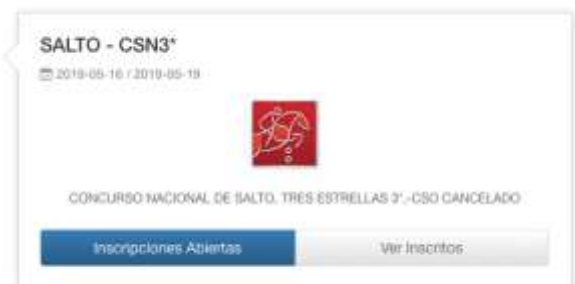 SALTO - CSN3*
2019-05-16 / 2019-05-19
CONCURSO NACIONAL DE SALTO, TRES ESTRELLAS 3*.-CSO CANCELADO
Inscripciones Abiertas
Ver Inscritos